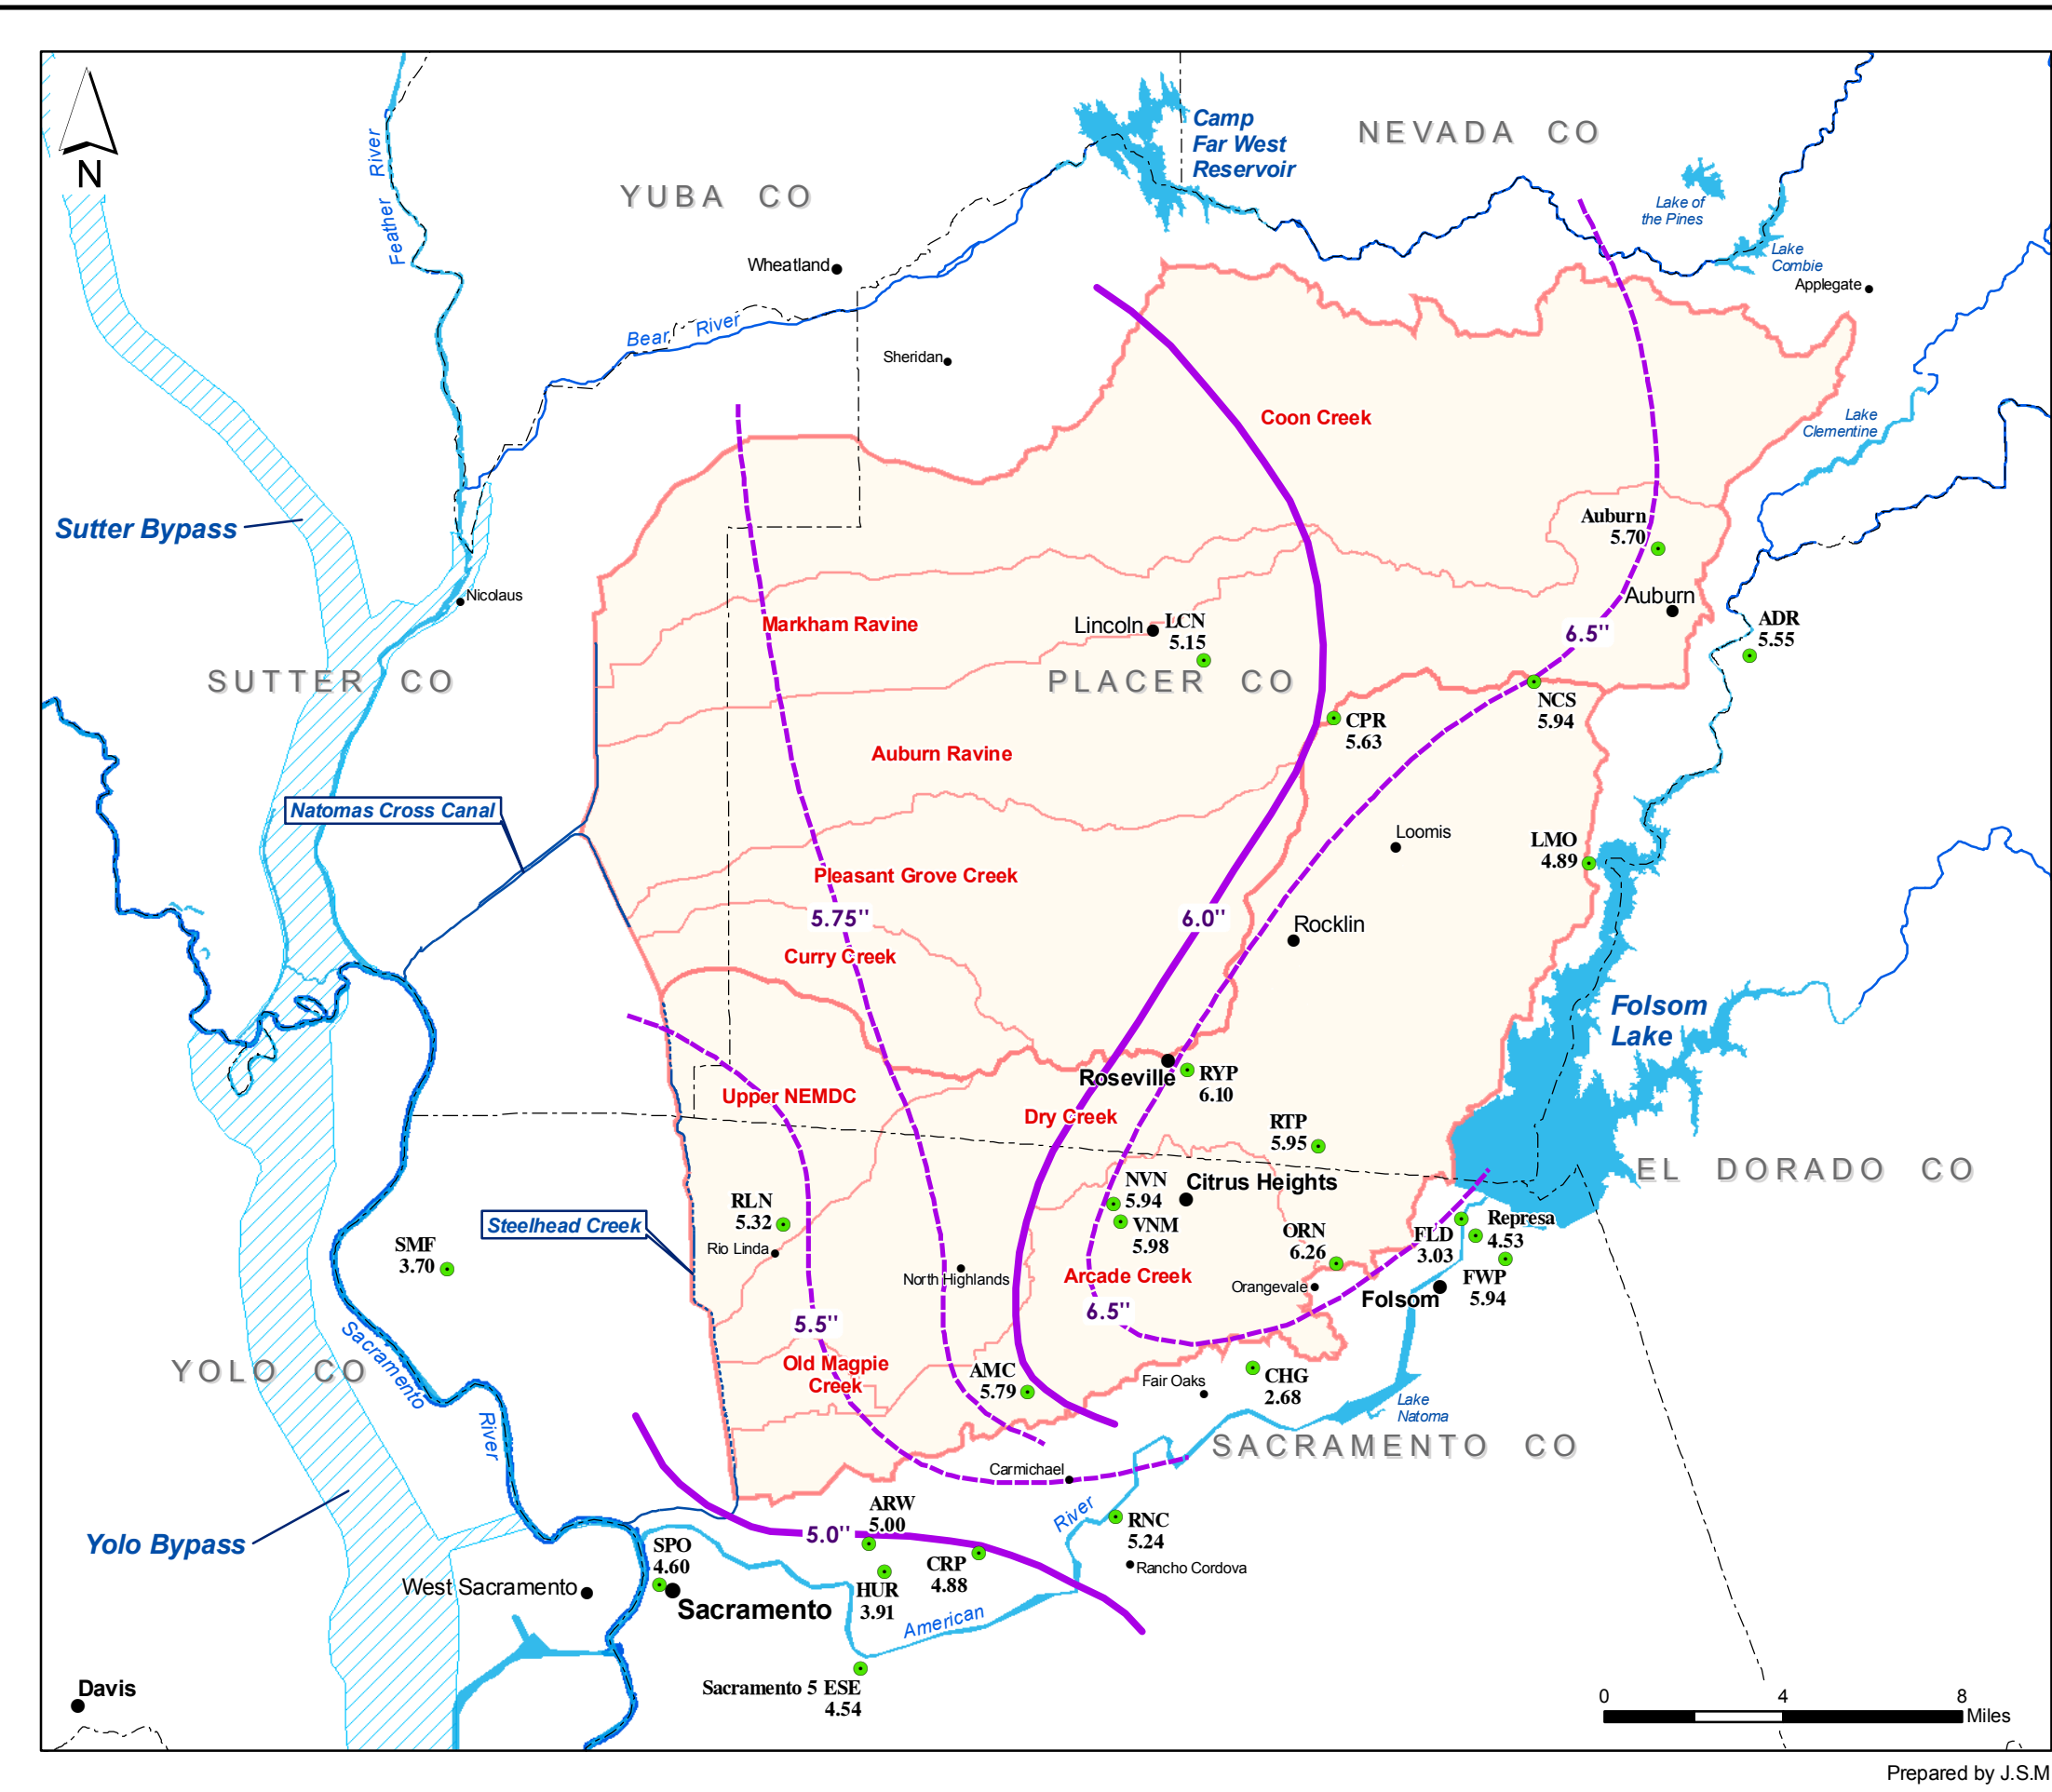 N
Feather River
YUBA CO
Camp
Far West
Reservoir
NEVADA CO
Lake of
the Pines
Lake
Combie
Applegate
Wheatland
Bear River
Sheridan
Coon Creek
Lake
Clementine
Sutter Bypass
Auburn
5.70
Nicolaus
Auburn
ADR
5.55
Markham Ravine
Lincoln
LCN
5.15
6.5"
SUTTER CO
PLACER CO
NCS
5.94
CPR
5.63
Auburn Ravine
Natomas Cross Canal
Loomis
LMO
4.89
Pleasant Grove Creek
5.75"
6.0"
Rocklin
Curry Creek
Folsom
Lake
Roseville
RYP
6.10
Upper NEMDC
Dry Creek
RTP
5.95
EL DORADO CO
NVN
5.94
Citrus Heights
RLN
5.32
Steelhead Creek
VNM
5.98
ORN
6.26
FLD
3.03
Represa
4.53
SMF
3.70
Rio Linda
North Highlands
Arcade Creek
Orangevale
FWP
5.94
Folsom
5.5"
6.5"
Sacramento River
YOLO CO
Old Magpie
Creek
AMC
5.79
Fair Oaks
CHG
2.68
Lake
Natoma
SACRAMENTO CO
Carmichael
ARW
5.00
River
RNC
5.24
Yolo Bypass
5.0"
SPO
4.60
CRP
4.88
Rancho Cordova
West Sacramento
HUR
3.91
Sacramento
American
Davis
Sacramento 5 ESE
4.54
0 4 8
Miles
Prepared by J.S.M